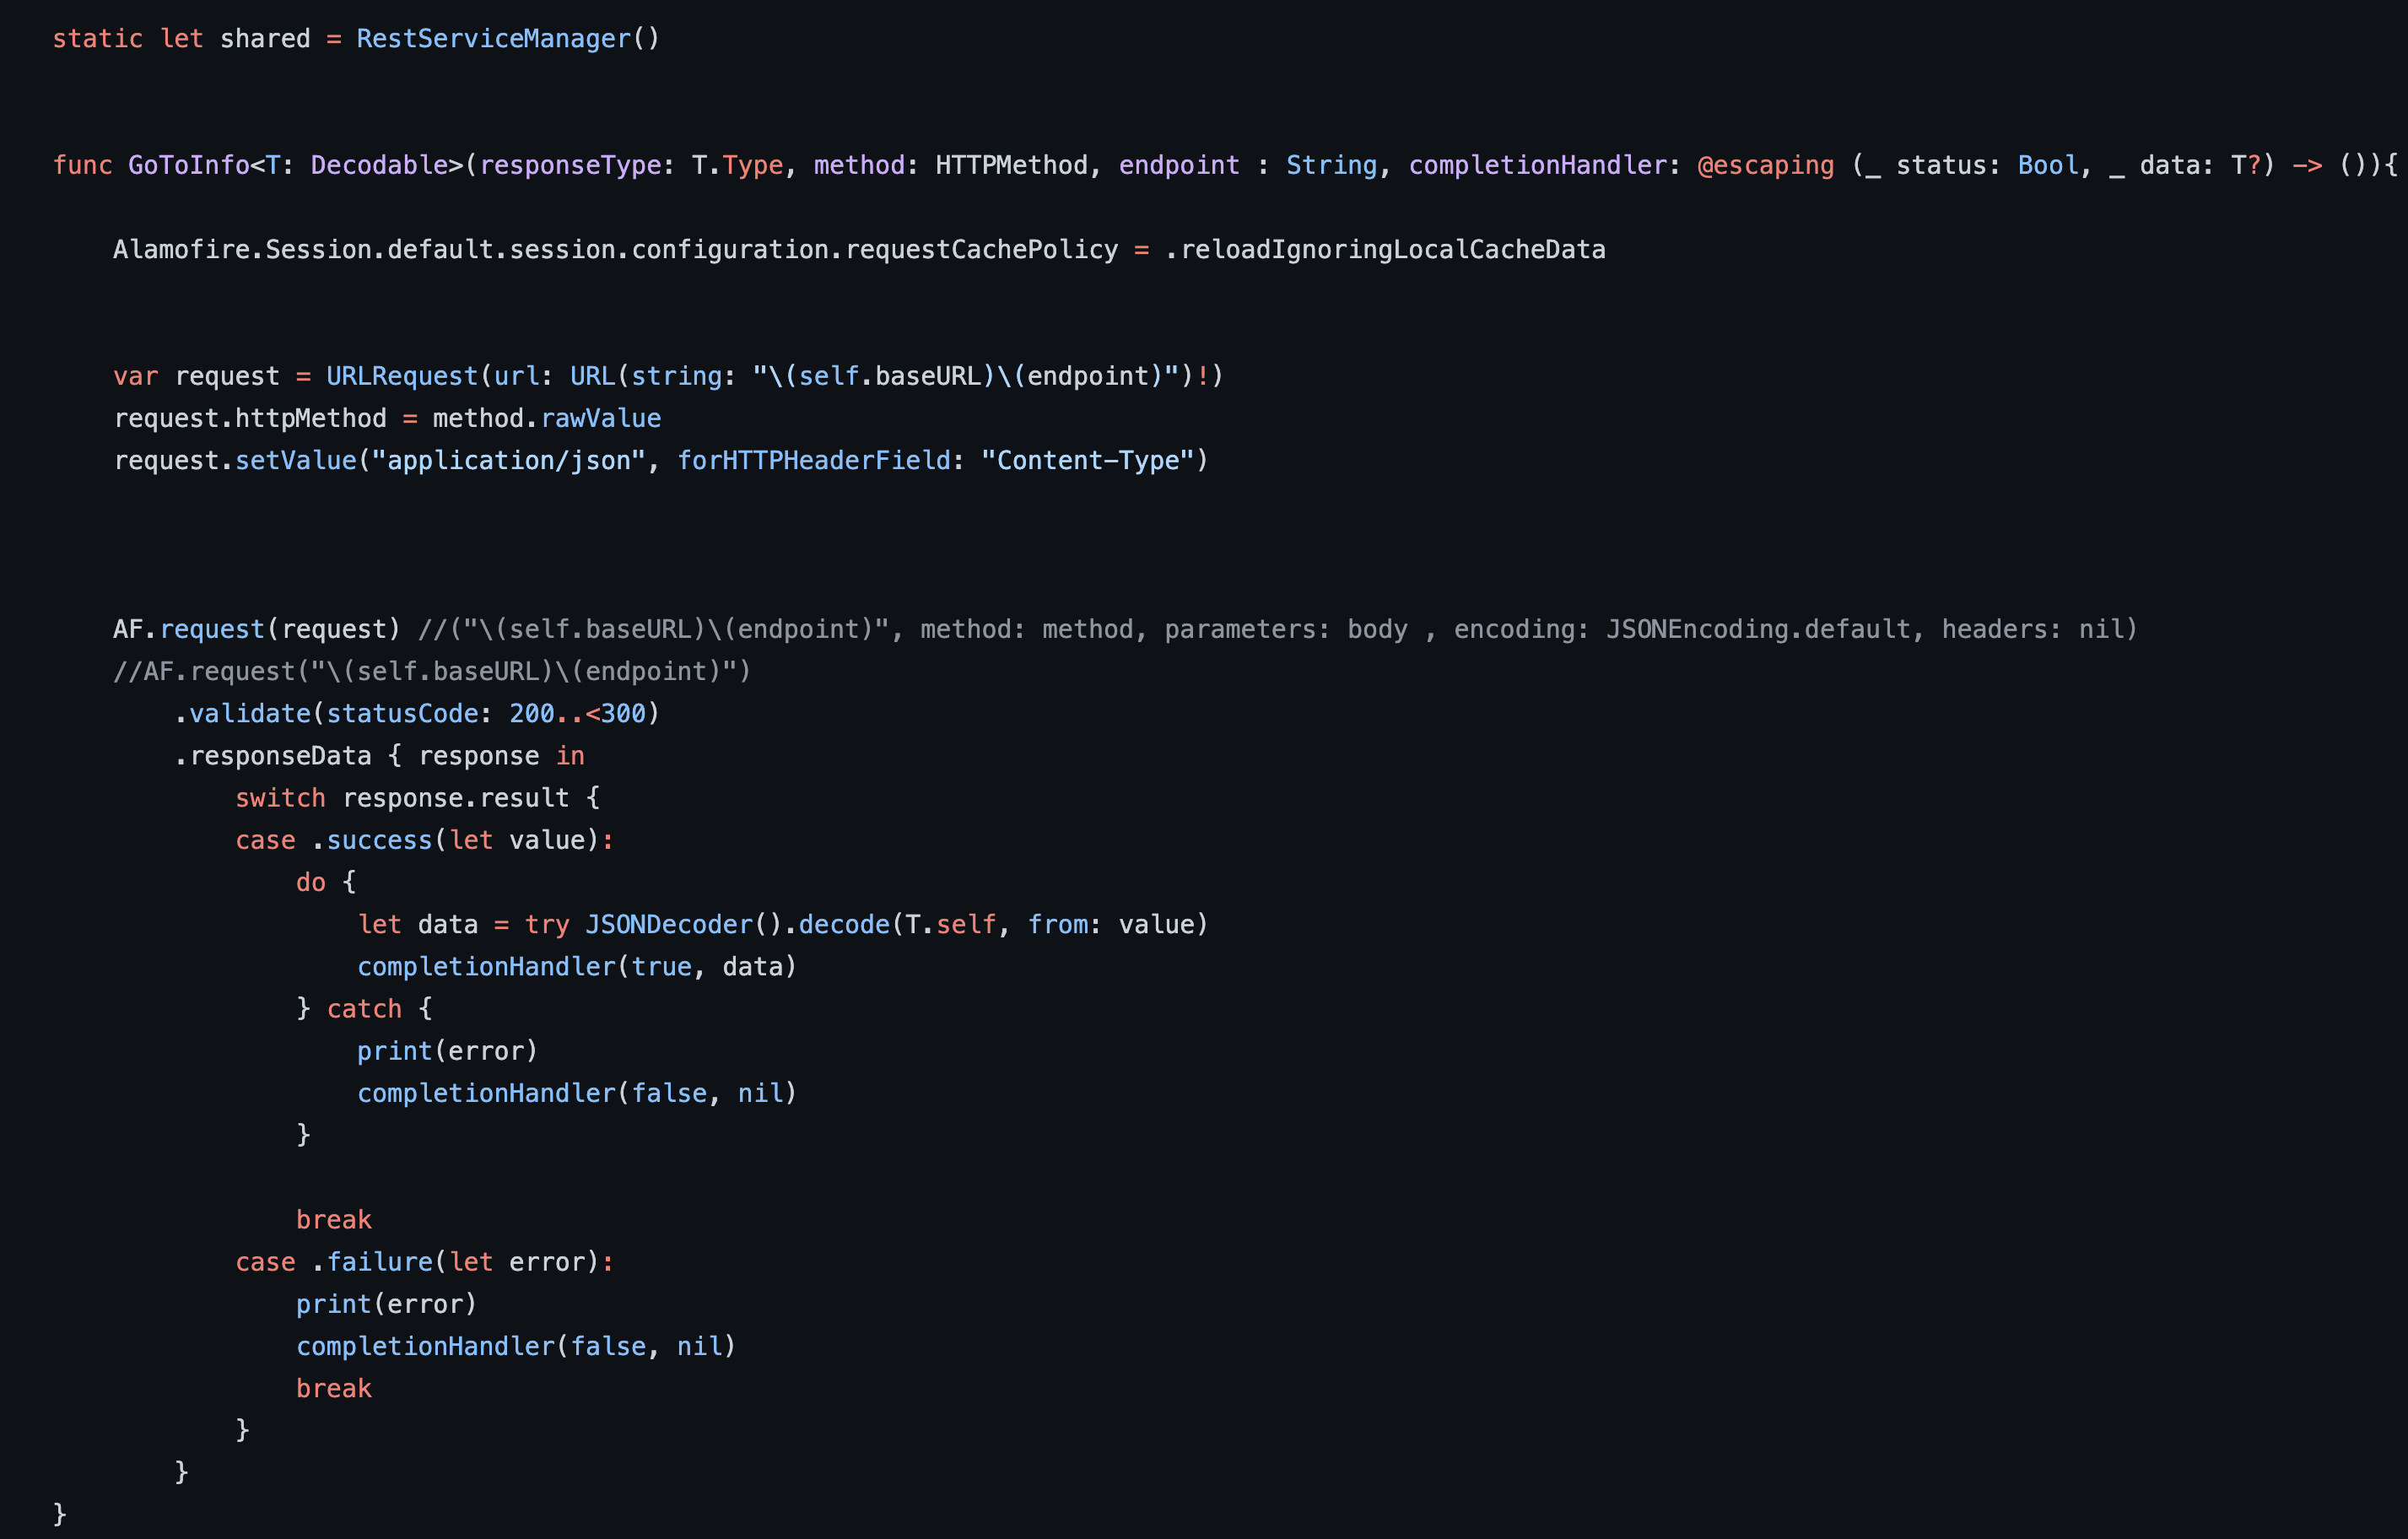 static let shared = RestServiceManager()
func GoToInfo<T: Decodable>(responseType: T.Type, method: HTTPMethod, endpoint : String, completionHandler: @escaping (_ status: Bool, _ data: T?) -> ()){
Alamofire.Session.default.session.configuration.requestCachePolicy = .reloadIgnoringLocalCacheData
var request = URLRequest(url: URL(string: "\(self.baseURL)\(endpoint)")!)
request.httpMethod = method.rawValue
request.setValue("application/json", forHTTPHeaderField: "Content-Type")
AF.request(request) //("\(self.baseURL)\(endpoint)", method: method, parameters: body , encoding: JSONEncoding.default, headers: nil)
//AF.request("\(self.baseURL)\(endpoint)")
.validate(statusCode: 200..<300)
.responseData { response in
switch response.result {
case .success(let value):
do {
let data = try JSONDecoder().decode(T.self, from: value)
completionHandler(true, data)
} catch {
print(error)
completionHandler(false, nil)
}
break
case .failure(let error):
print(error)
completionHandler(false, nil)
break
}
}
}